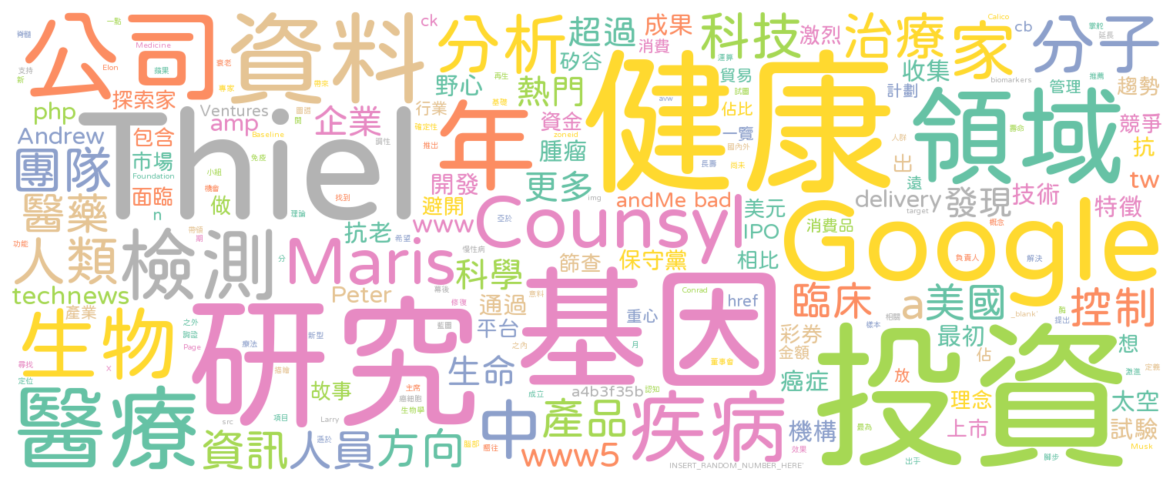 公司
資料
分析
超過
成果
科技
激烈
治療
家
分子
ck
cb
消費
矽谷
收集
貿易
計劃
管理
趨勢
野心
熱門
php
探索家
Ventures
行業
佔比
biomarkers
Medicine
Elon
Andrew
包含
amp
企業
年
資金
一覽
健康
領域
競爭
抗
Thiel
團隊
市場
Foundation
Baseline
腫瘤
出
遠
tw
面臨
n
做
開發
更多
andMe bad
美元
delivery
發現
技術
特徵
醫藥
避開
www
Counsyl
IPO
消費品
target
img
人類
檢測
抗老
Maris
科學
篩查
保守黨
相比
Google
technews
產業
Peter
通過
平台
重心
Conrad
href
臨床
a
美國
控制
生物
研究
基因
彩券
金額
最初
佔
想
Page
x
生命
投資
故事
a4b3f35b
癌症
放
理念
太空
醫療
src
Larry
資訊
人員
方向
中
產品
www5
疾病
機構
上市
試驗
Musk
INSERT_RANDOM_NUMBER_HERE'